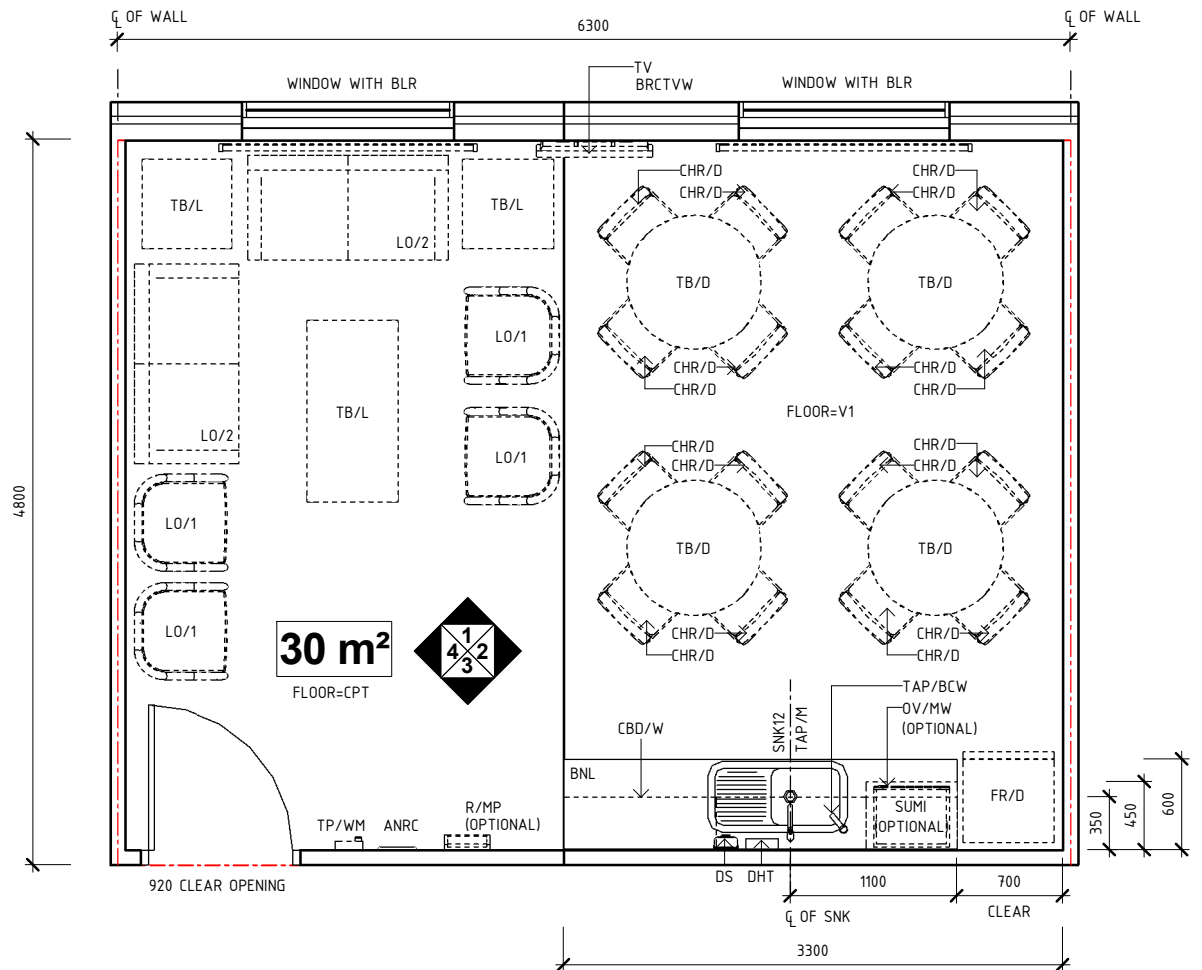 ℄ OF WALL
℄ OF WALL
6300
TV
BRCTVW
WINDOW WITH BLR
WINDOW WITH BLR
CHR/D
CHR/D
CHR/D
CHR/D
TB/L
TB/L
LO/2
TB/D
TB/D
LO/1
CHR/D
CHR/D
CHR/D
CHR/D
TB/L
FLOOR=V1
LO/2
LO/1
CHR/D
CHR/D
CHR/D
CHR/D
4800
LO/1
TB/D
TB/D
LO/1
30 m²
1
4
2
3
CHR/D
CHR/D
CHR/D
CHR/D
FLOOR=CPT
TAP/BCW
OV/MW
(OPTIONAL)
CBD/W
SNK12
TAP/M
BNL
FR/D
SUMI
OPTIONAL)
350
450
600
R/MP
(OPTIONAL)
TP/WM
ANRC
920 CLEAR OPENING
DS
DHT
1100
700
℄ OF SNK
CLEAR
3300